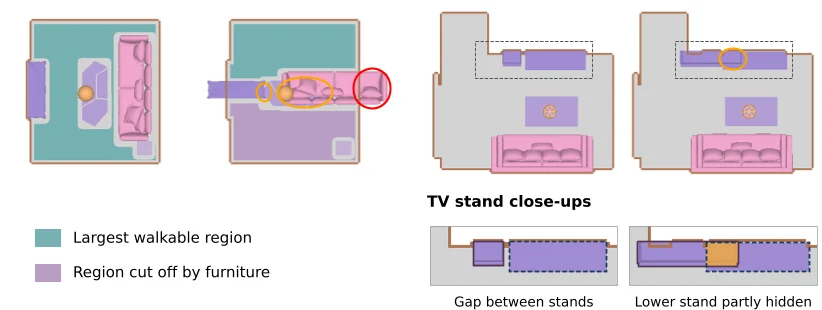 TV stand close-ups
Largest walkable region
Region cut off by furniture
Gap between stands
Lower stand partly hidden